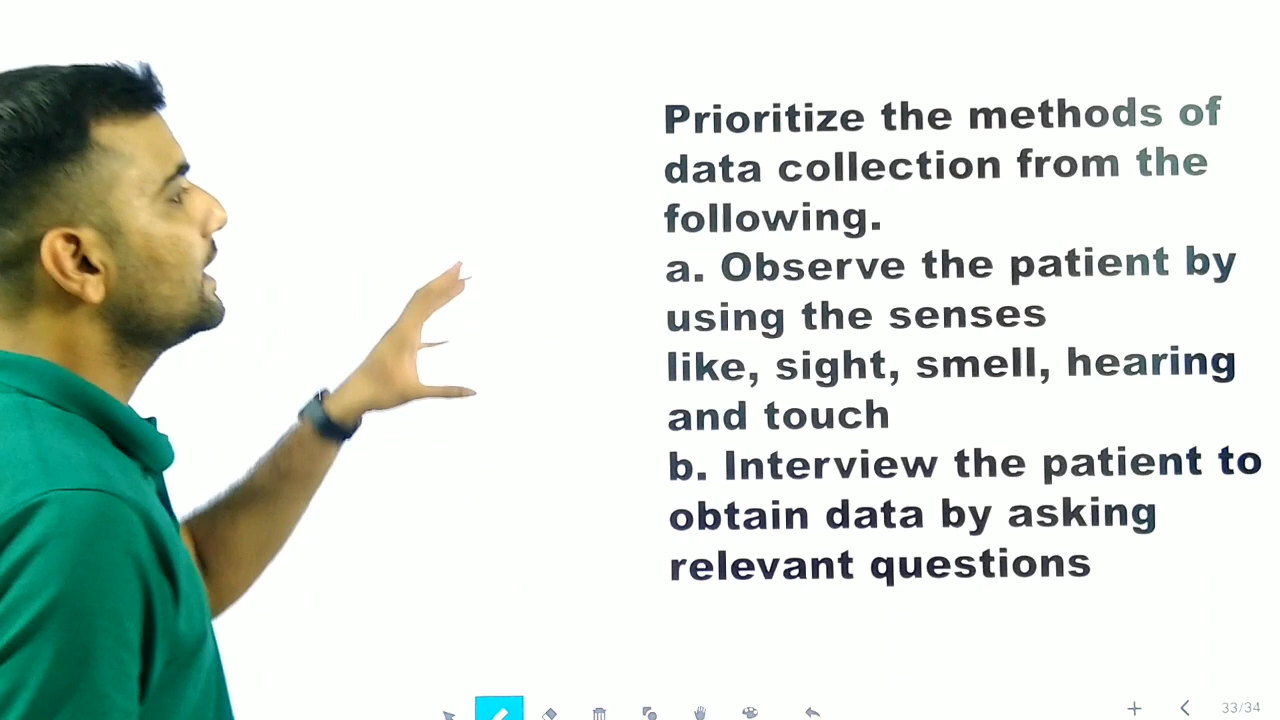 Prioritize the methods of
data collection from the
following.
a. Observe the patient by
using the senses
like, sight, smell, hearing
and touch
b. Interview the patient to
obtain data by asking
relevant questions
33/34